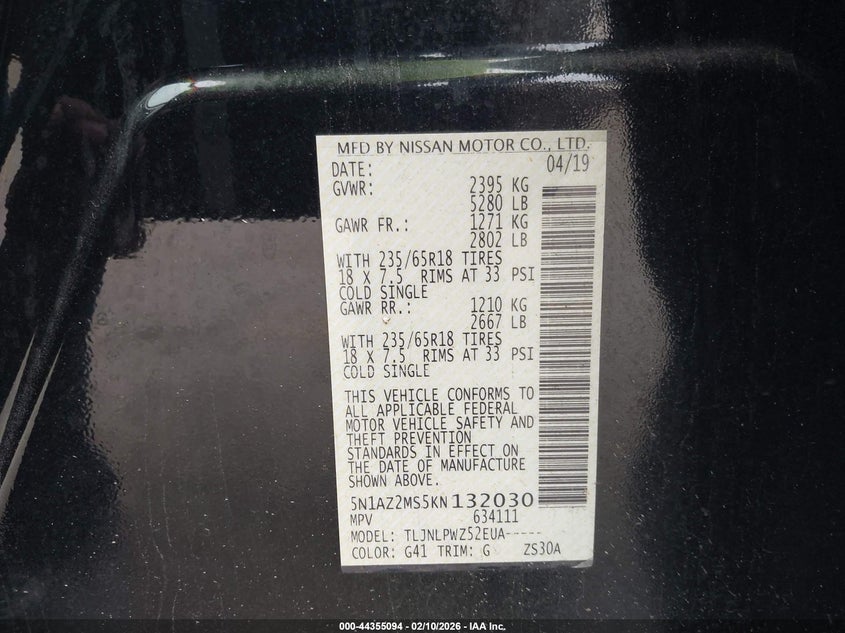 MFD BY NISSAN MOTOR CO., LTD.
DATE: 04/19
GVWR: 2395 KG
5280 LB
GAWR FR.: 1271 KG
2802 LB
WITH 235/65R18 TIRES
18 X 7.5 RIMS AT 33 PSI
COLD SINGLE
GAWR RR.: 1210 KG
2667 LB
WITH 235/65R18 TIRES
18 X 7.5 RIMS AT 33 PSI
COLD SINGLE
THIS VEHICLE CONFORMS TO
ALL APPLICABLE FEDERAL
MOTOR VEHICLE SAFETY AND
THEFT PREVENTION
STANDARDS IN EFFECT ON
THE DATE OF MANUFACTURE
SHOWN ABOVE.
5N1AZ2MS5KN132030
MPV 634111
MODEL: TLJNLPWZ52EUA-----
COLOR: G41 TRIM: G ZS30A
000-44355094 - 02/10/2026 - IAA Inc.